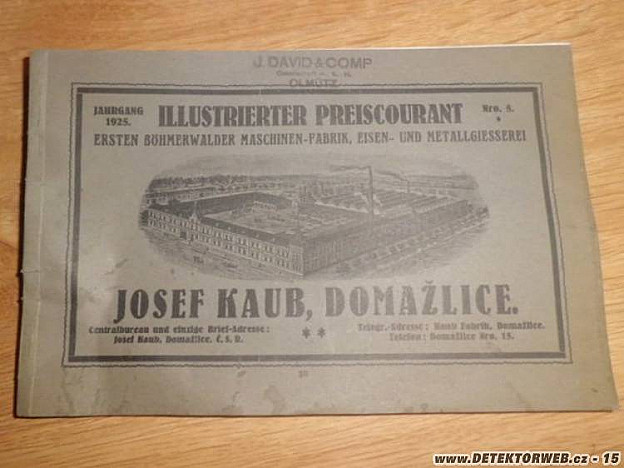 J. DAVID & COMP
OLMÜTZ
JAHRGANG 1925.
ILLUSTRIERTER PREISCOURANT
Nro. 5.
ERSTEN BÖHMERWALDER MASCHINEN-FABRIK, EISEN- UND METALLGIESSEREI
JOSEF KAUB, DOMAŽLICE.
Centralbureau und einzige Brief-Adresse:
Josef Kaub, Domažlice, Č. S. R.
Telegr.-Adresse: Kaub Fabrik, Domažlice.
Telefon: Domažlice Nro. 15.
www.DETEKTORWEB.cz - 15